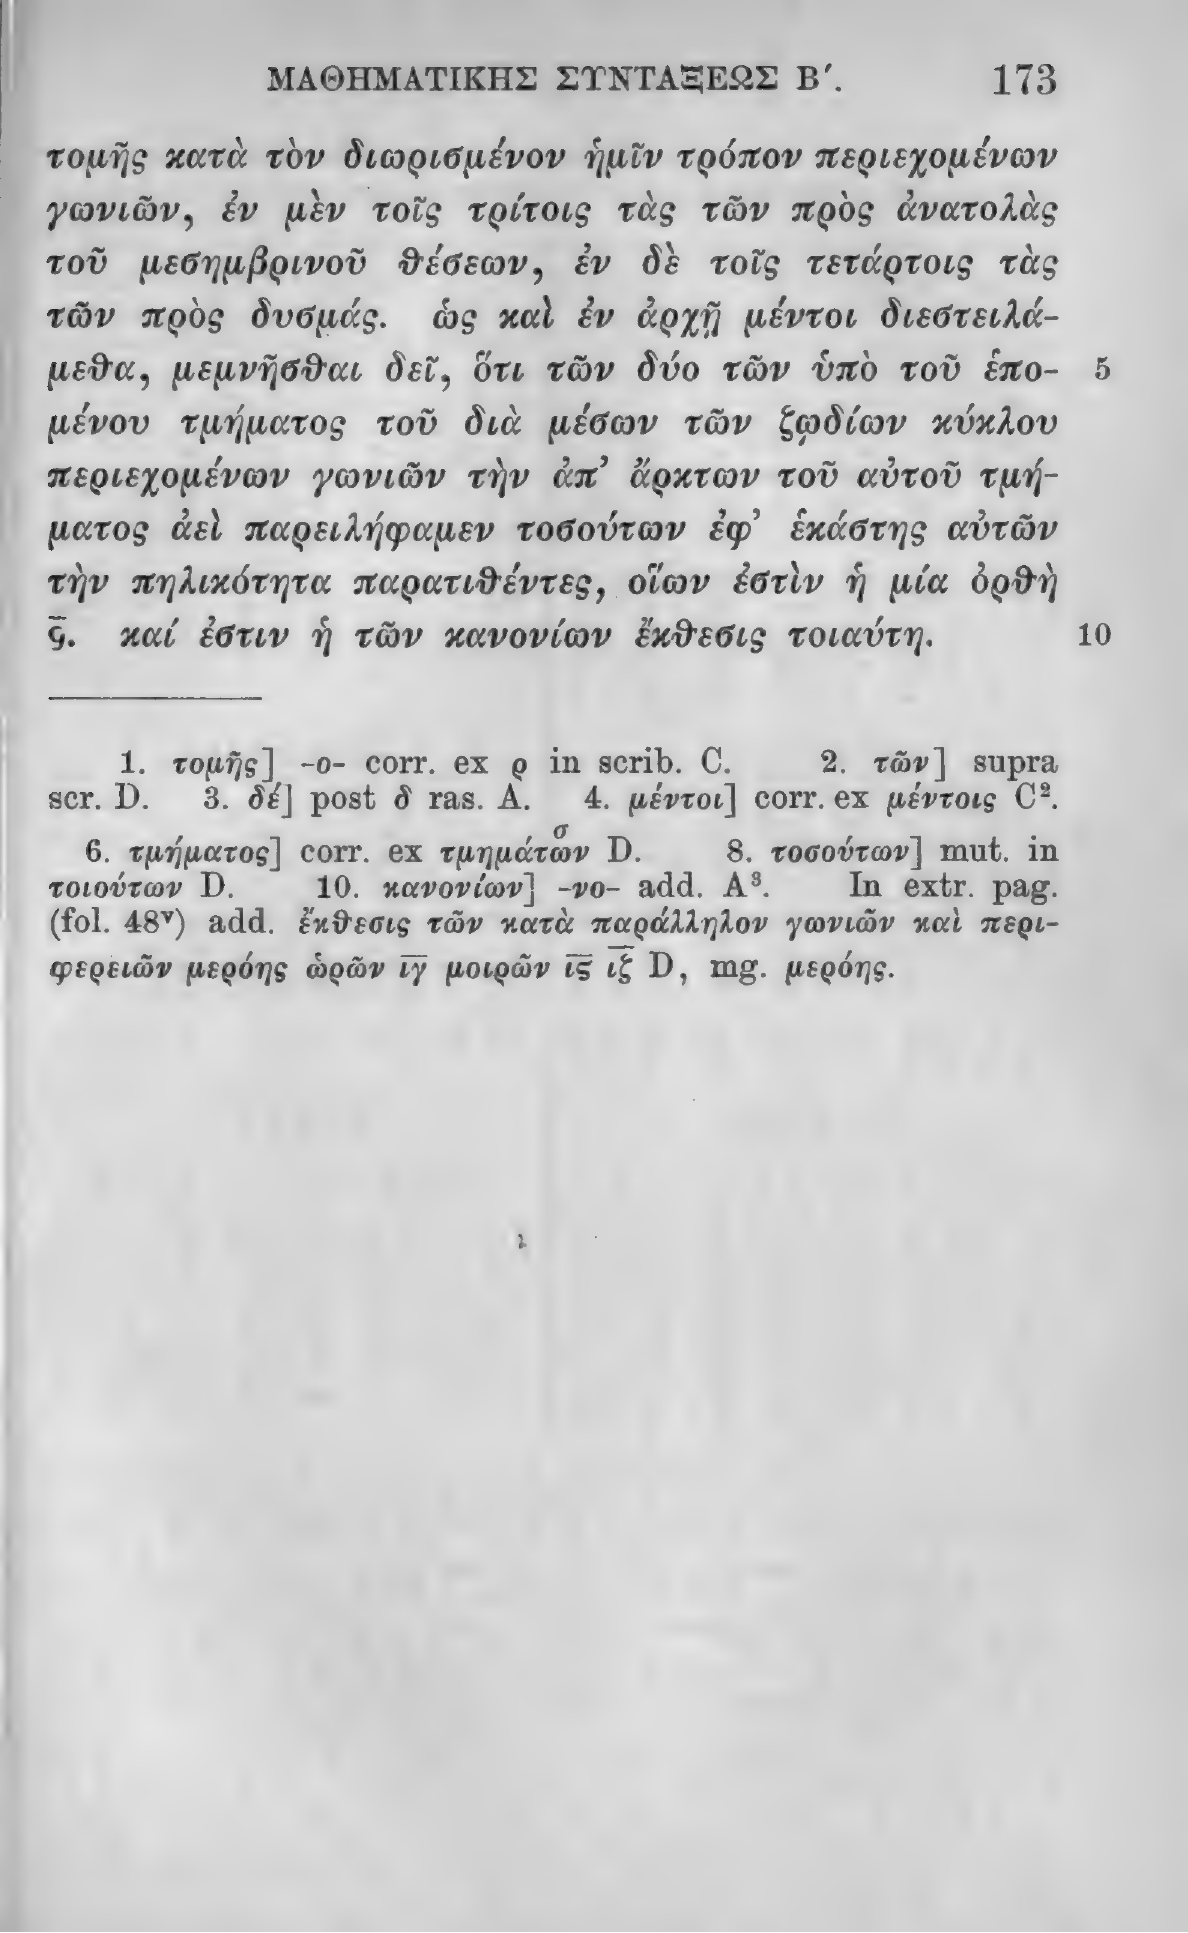 ΜΑΘΗΜΑΤΙΚΗΣ ΣΥΝΤΑΞΕΩΣ Β′. 173
τομῆς κατὰ τὸν διωρισμένον ἡμῖν τρόπον περιεχομένων
γωνιῶν, ἐν μὲν τοῖς τρίτοις τὰς τῶν πρὸς ἀνατολὰς
τοῦ μεσημβρινοῦ θέσεων, ἐν δὲ τοῖς τετάρτοις τὰς
τῶν πρὸς δυσμάς. ὡς καὶ ἐν ἀρχῇ μέντοι διεστειλά-
μεθα, μεμνῆσθαι δεῖ, ὅτι τῶν δύο τῶν ὑπὸ τοῦ ἑπο- 5
μένου τμήματος τοῦ διὰ μέσων τῶν ζῳδίων κύκλου
περιεχομένων γωνιῶν τὴν ἀπ’ ἄρκτων τοῦ αὐτοῦ τμή-
ματος ἀεὶ παρειλήφαμεν τοσούτων ἐφ’ ἑκάστης αὐτῶν
τὴν πηλικότητα παρατιθέντες, οἵων ἐστὶν ἡ μία ὀρθὴ
ϙ̅. καί ἐστιν ἡ τῶν κανονίων ἔκθεσις τοιαύτη. 10
1. τομῆς] -ο- corr. ex ρ in scrib. C. 2. τῶν] supra
scr. D. 3. δέ] post δ ras. A. 4. μέντοι] corr. ex μέντοις C².
6. τμήματος] corr. ex τμημάτω̃ν σ D. 8. τοσούτων] mut. in
τοιούτων D. 10. κανονίων] -νο- add. A³. In extr. pag.
(fol. 48ᵛ) add. ἔκθεσις τῶν κατὰ παράλληλον γωνιῶν καὶ περι-
φερειῶν μερόης ὡρῶν ι̅γ̅ μοιρῶν ι̅ϛ̅ ι̅ζ̅ D, mg. μερόης.